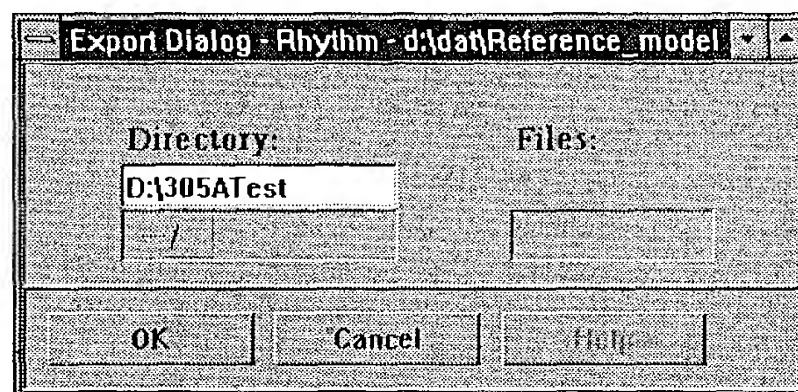 Export Dialog - Rhythm - d:\dat\Reference_model
Directory:
Files:
D:\305ATest
/
OK
Cancel
Help